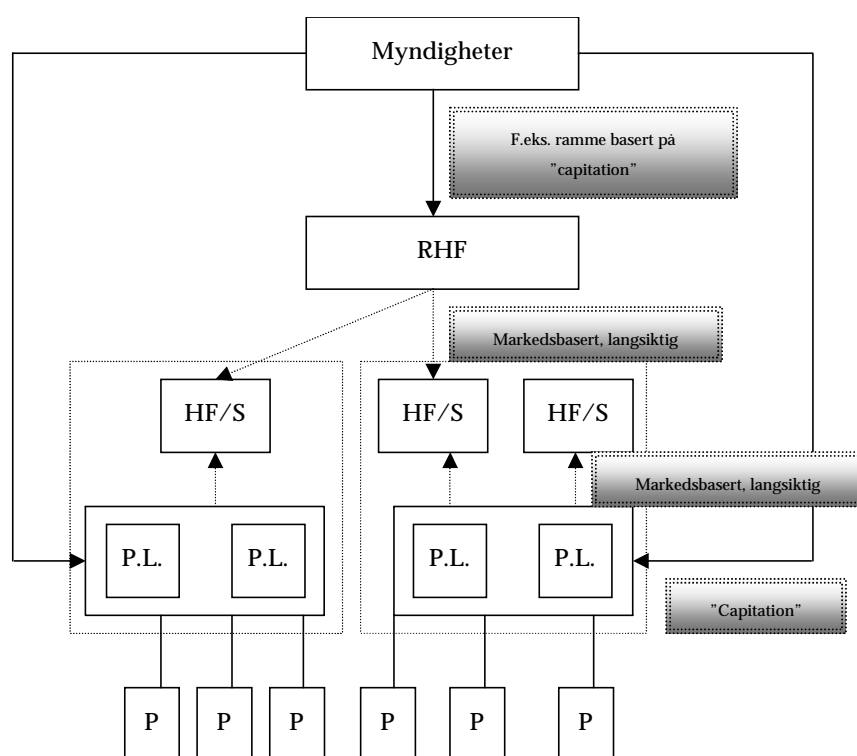 Myndigheter
F.eks. ramme basert på
”capitation”
RHF
Markedsbasert, langsiktig
HF/S
HF/S
HF/S
Markedsbasert, langsiktig
P.L.
P.L.
P.L.
P.L.
”Capitation”
P
P
P
P
P
P